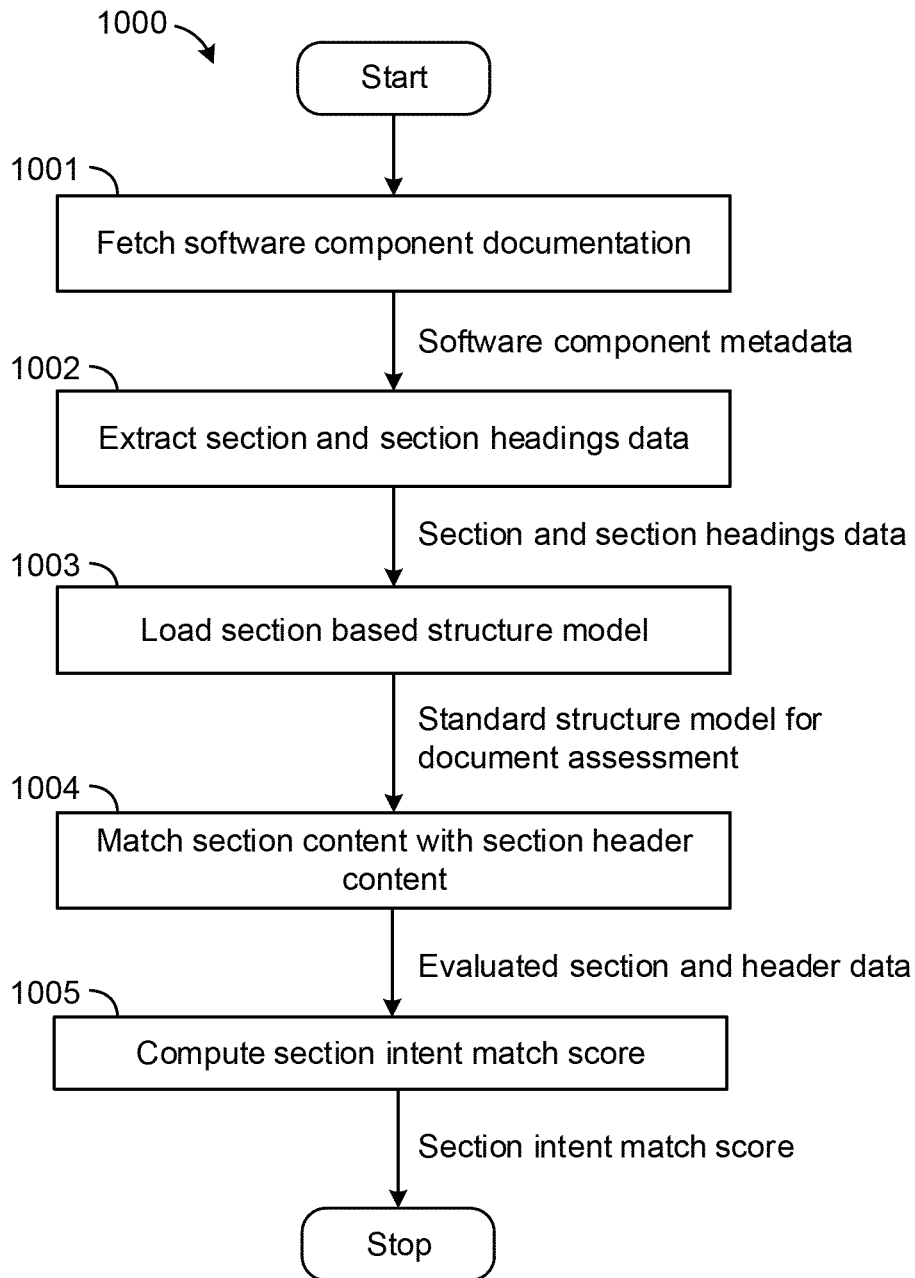 1000
Start
1001
Fetch software component documentation
Software component metadata
1002
Extract section and section headings data
Section and section headings data
1003
Load section based structure model
Standard structure model for
document assessment
1004
Match section content with section header
content
Evaluated section and header data
1005
Compute section intent match score
Section intent match score
Stop